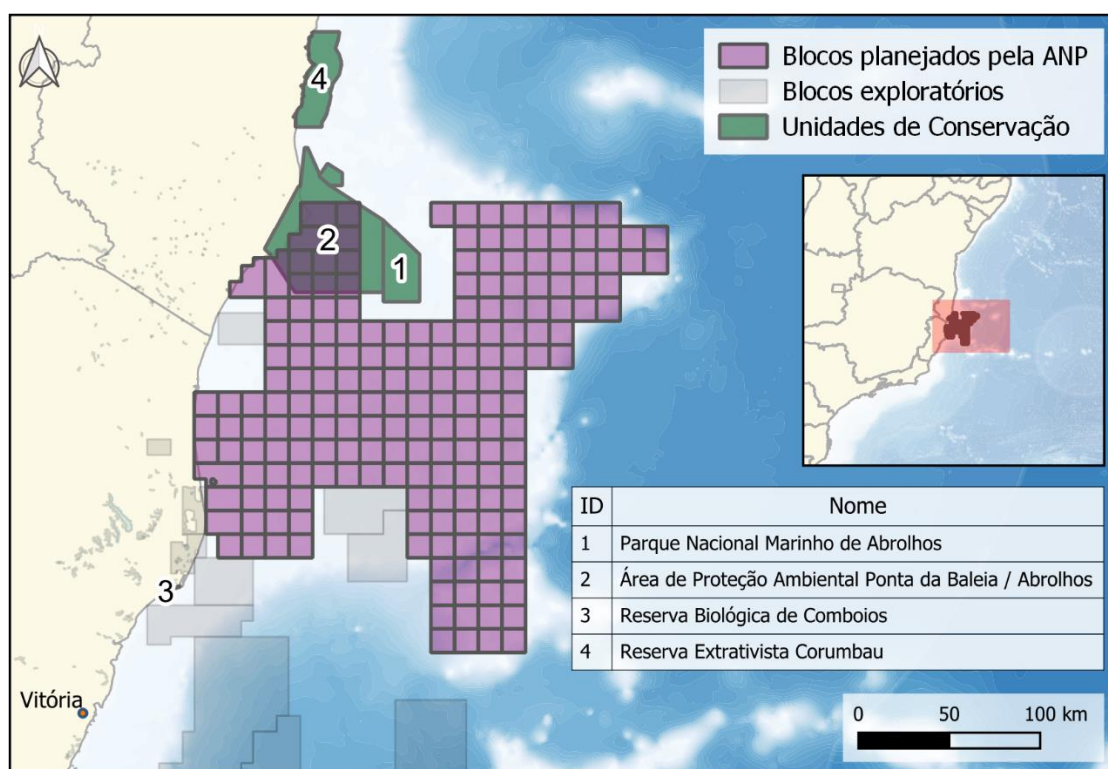 4
Blocos planejados pela ANP
Blocos exploratórios
Unidades de Conservação
2
1
3
Vitória
ID Nome
1 Parque Nacional Marinho de Abrolhos
2 Área de Proteção Ambiental Ponta da Baleia / Abrolhos
3 Reserva Biológica de Comboios
4 Reserva Extrativista Corumbau
0 50 100 km